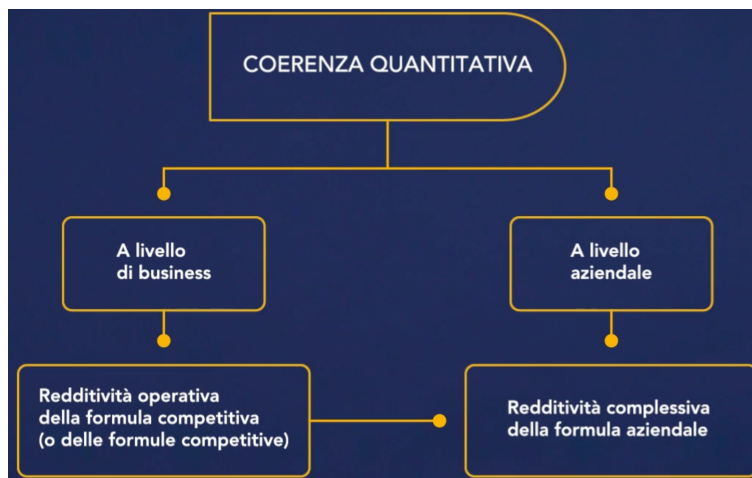 COERENZA QUANTITATIVA
A livello
di business
A livello
aziendale
Redditività operativa
della formula competitiva
(o delle formule competitive)
Redditività complessiva
della formula aziendale